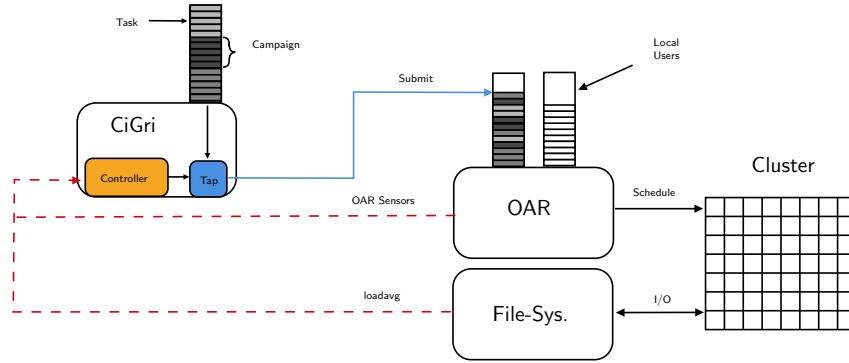 Task
Campaign
Local
Users
Submit
CiGri
Controller
Tap
Cluster
OAR Sensors
OAR
Schedule
loadavg
File-Sys.
I/O